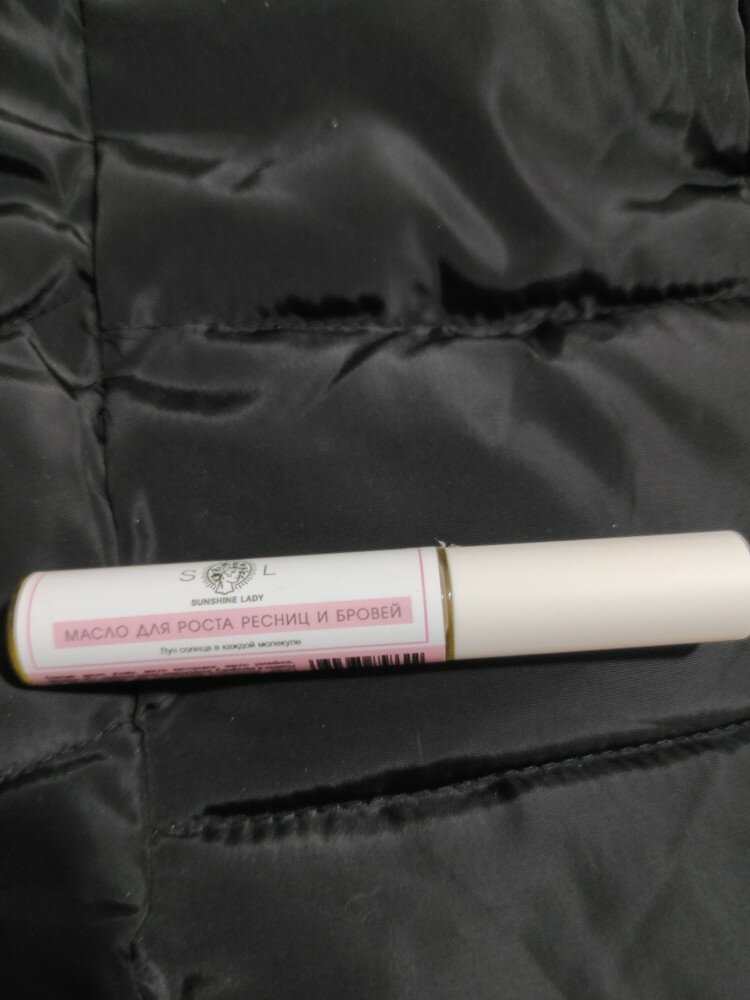 S L
SUNSHINE LADY
МАСЛО ДЛЯ РОСТА РЕСНИЦ И БРОВЕЙ
Луч солнца в каждой молекуле